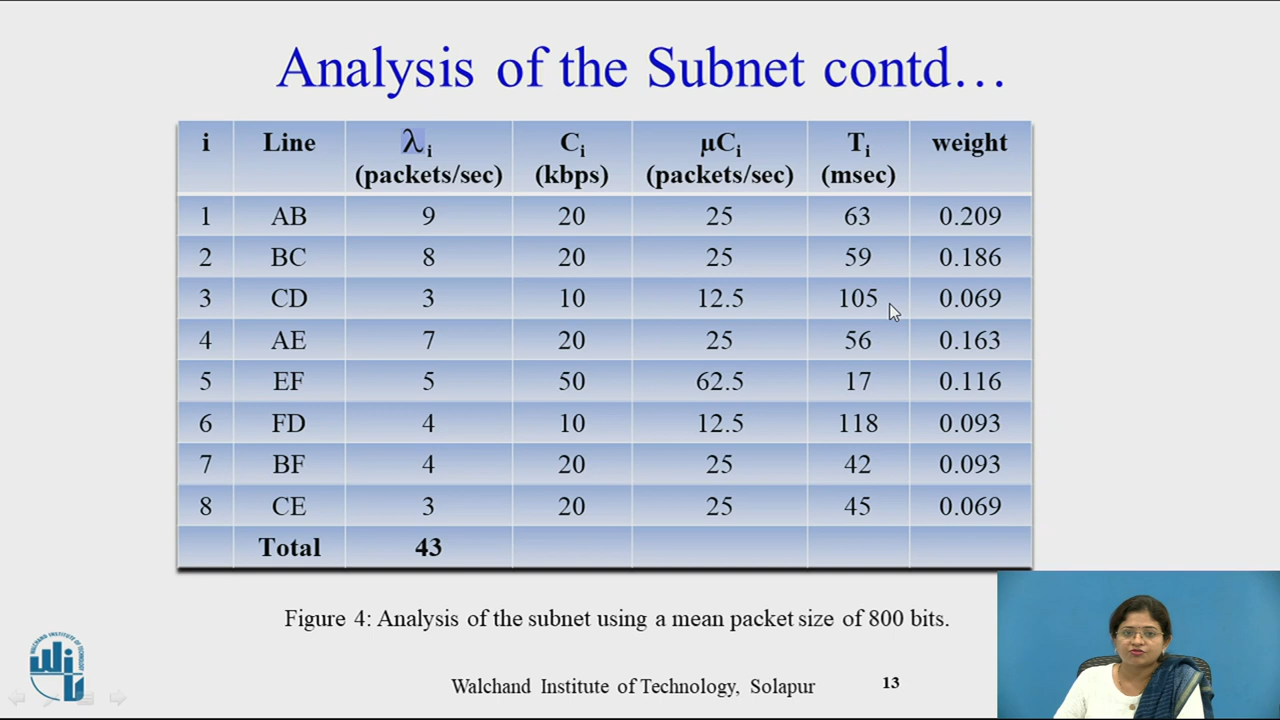 Analysis of the Subnet contd…
i Line λi (packets/sec) Ci (kbps) µCi (packets/sec) Ti (msec) weight
1 AB 9 20 25 63 0.209
2 BC 8 20 25 59 0.186
3 CD 3 10 12.5 105 0.069
4 AE 7 20 25 56 0.163
5 EF 5 50 62.5 17 0.116
6 FD 4 10 12.5 118 0.093
7 BF 4 20 25 42 0.093
8 CE 3 20 25 45 0.069
Total 43
Figure 4: Analysis of the subnet using a mean packet size of 800 bits.
WALCHAND INSTITUTE OF TECHNOLOGY
WIT
Walchand Institute of Technology, Solapur 13